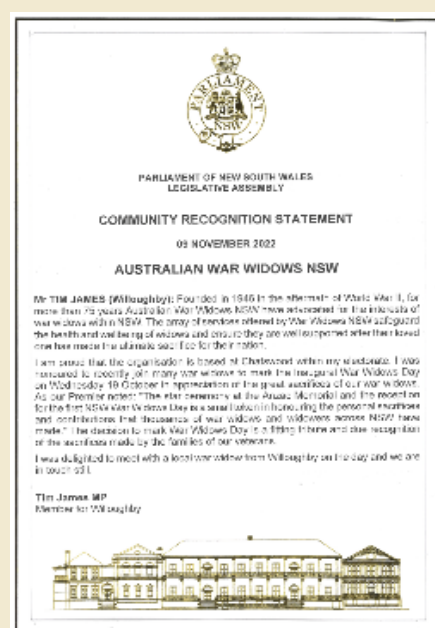 PARLIAMENT
NSW
PARLIAMENT OF NEW SOUTH WALES
LEGISLATIVE ASSEMBLY
COMMUNITY RECOGNITION STATEMENT
09 NOVEMBER 2022
AUSTRALIAN WAR WIDOWS NSW
Mr TIM JAMES (Willoughby): Founded in 1946 in the aftermath of World War II, for
more than 75 years Australian War Widows NSW have advocated for the interests of
war widows within NSW. The array of services offered by War Widows NSW safeguard
the health and wellbeing of widows and ensure they are well supported after their loved
one has made the ultimate sacrifice for their nation.
I am proud that the organisation is based at Chatswood within my electorate. I was
honoured to recently join many war widows to mark the Inaugural War Widows Day
on Wednesday 19 October in appreciation of the great sacrifices of our war widows.
As our Premier noted: "The star ceremony at the Anzac Memorial and the reception
for the first NSW War Widows Day is a small token in honouring the personal sacrifices
and contributions that thousands of war widows and widowers across NSW have
made." The decision to mark War Widows Day is a fitting tribute and due recognition
of the sacrifices made by the families of our veterans.
I was delighted to meet with a local war widow from Willoughby on the day and we are
in touch still.
Tim James MP
Member for Willoughby